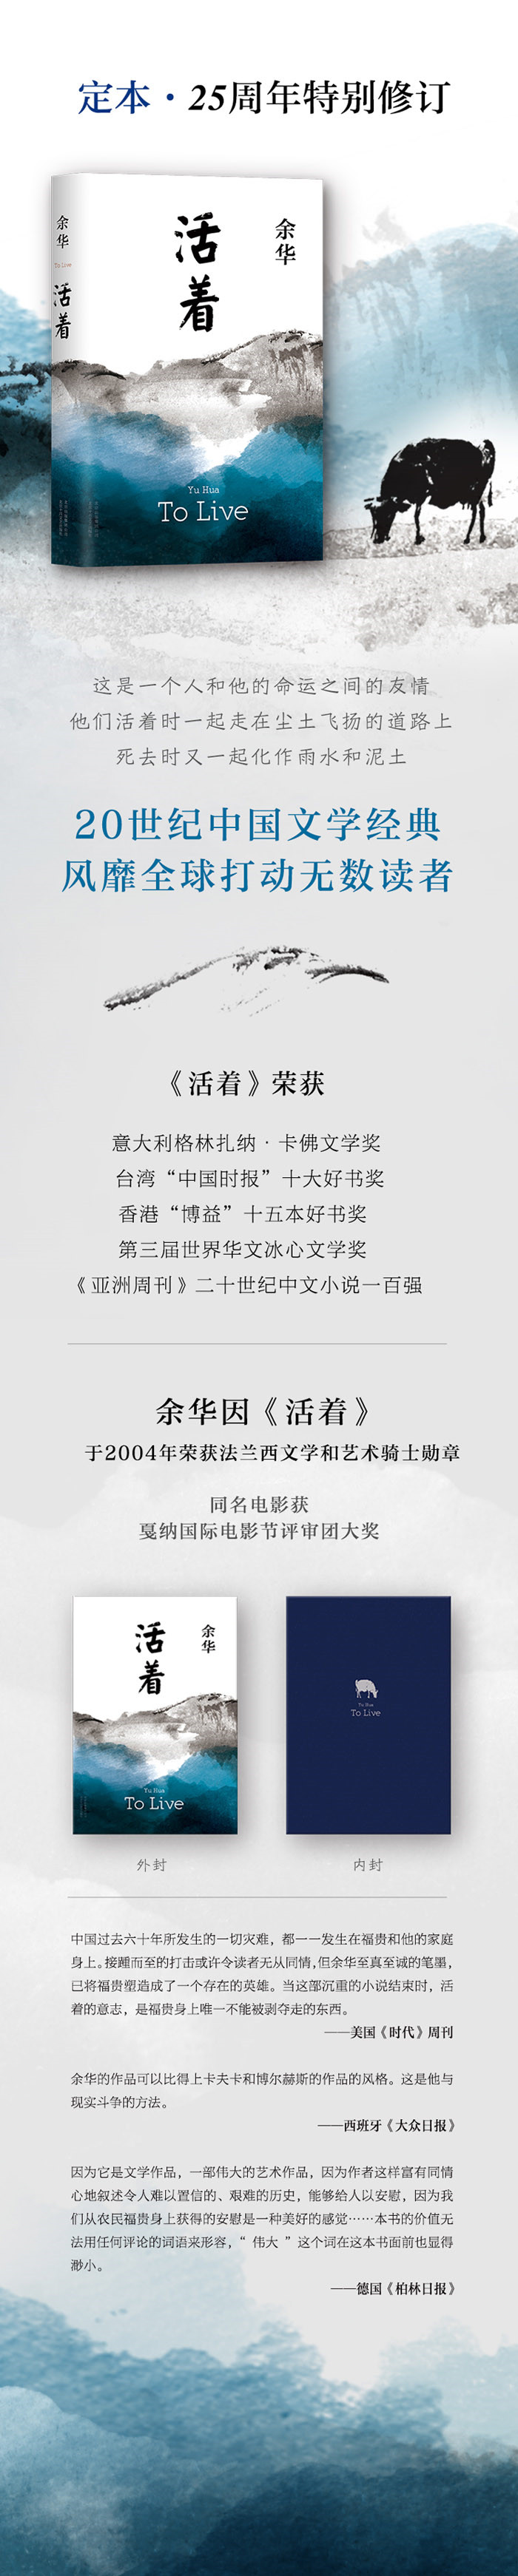 定本·25周年特别修订
余华
To Live
活着
活着
余华
Yu Hua
To Live
这是一个人和他的命运之间的友情
他们活着时一起走在尘土飞扬的道路上
死去时又一起化作雨水和泥土
20世纪中国文学经典
风靡全球打动无数读者
《活着》荣获
意大利格林扎纳·卡佛文学奖
台湾“中国时报”十大好书奖
香港“博益”十五本好书奖
第三届世界华文冰心文学奖
《亚洲周刊》二十世纪中文小说一百强
余华因《活着》
于2004年荣获法兰西文学和艺术骑士勋章
同名电影获
戛纳国际电影节评审团大奖
活着
余华
Yu Hua
To Live
Yu Hua
To Live
外封
内封
中国过去六十年所发生的一切灾难，都一一发生在福贵和他的家庭
身上。接踵而至的打击或许令读者无从同情，但余华至真至诚的笔墨，
已将福贵塑造成了一个存在的英雄。当这部沉重的小说结束时，活
着的意志，是福贵身上唯一不能被剥夺走的东西。
——美国《时代》周刊
余华的作品可以比得上卡夫卡和博尔赫斯的作品的风格。这是他与
现实斗争的方法。
——西班牙《大众日报》
因为它是文学作品，一部伟大的艺术作品，因为作者这样富有同情
心地叙述令人难以置信的、艰难的历史，能够给人以安慰，因为我
们从农民福贵身上获得的安慰是一种美好的感觉……本书的价值无
法用任何评论的词语来形容，“ 伟大 ”这个词在这本书面前也显得
渺小。
——德国《柏林日报》